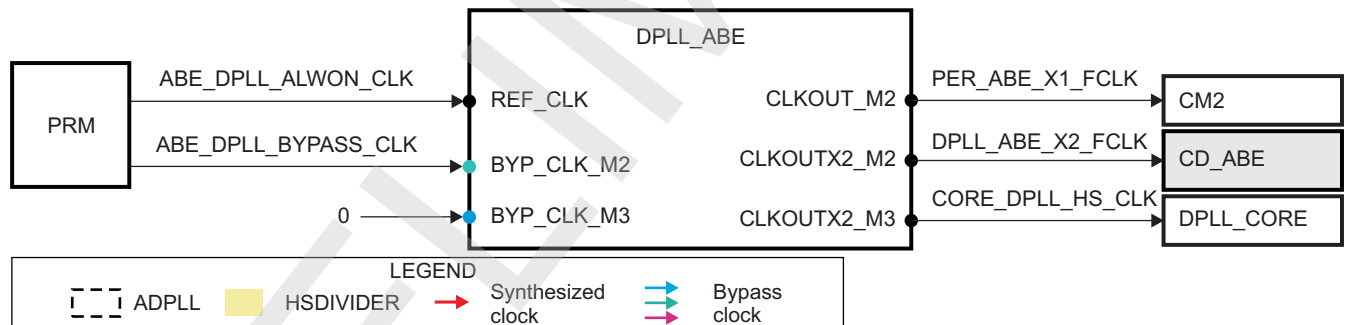 DPLL_ABE
PRM
ABE_DPLL_ALWON_CLK
REF_CLK
CLKOUT_M2
PER_ABE_X1_FCLK
CM2
ABE_DPLL_BYPASS_CLK
BYP_CLK_M2
CLKOUTX2_M2
DPLL_ABE_X2_FCLK
CD_ABE
0
BYP_CLK_M3
CLKOUTX2_M3
CORE_DPLL_HS_CLK
DPLL_CORE
LEGEND
ADPLL
HSDIVIDER
Synthesized
clock
Bypass
clock